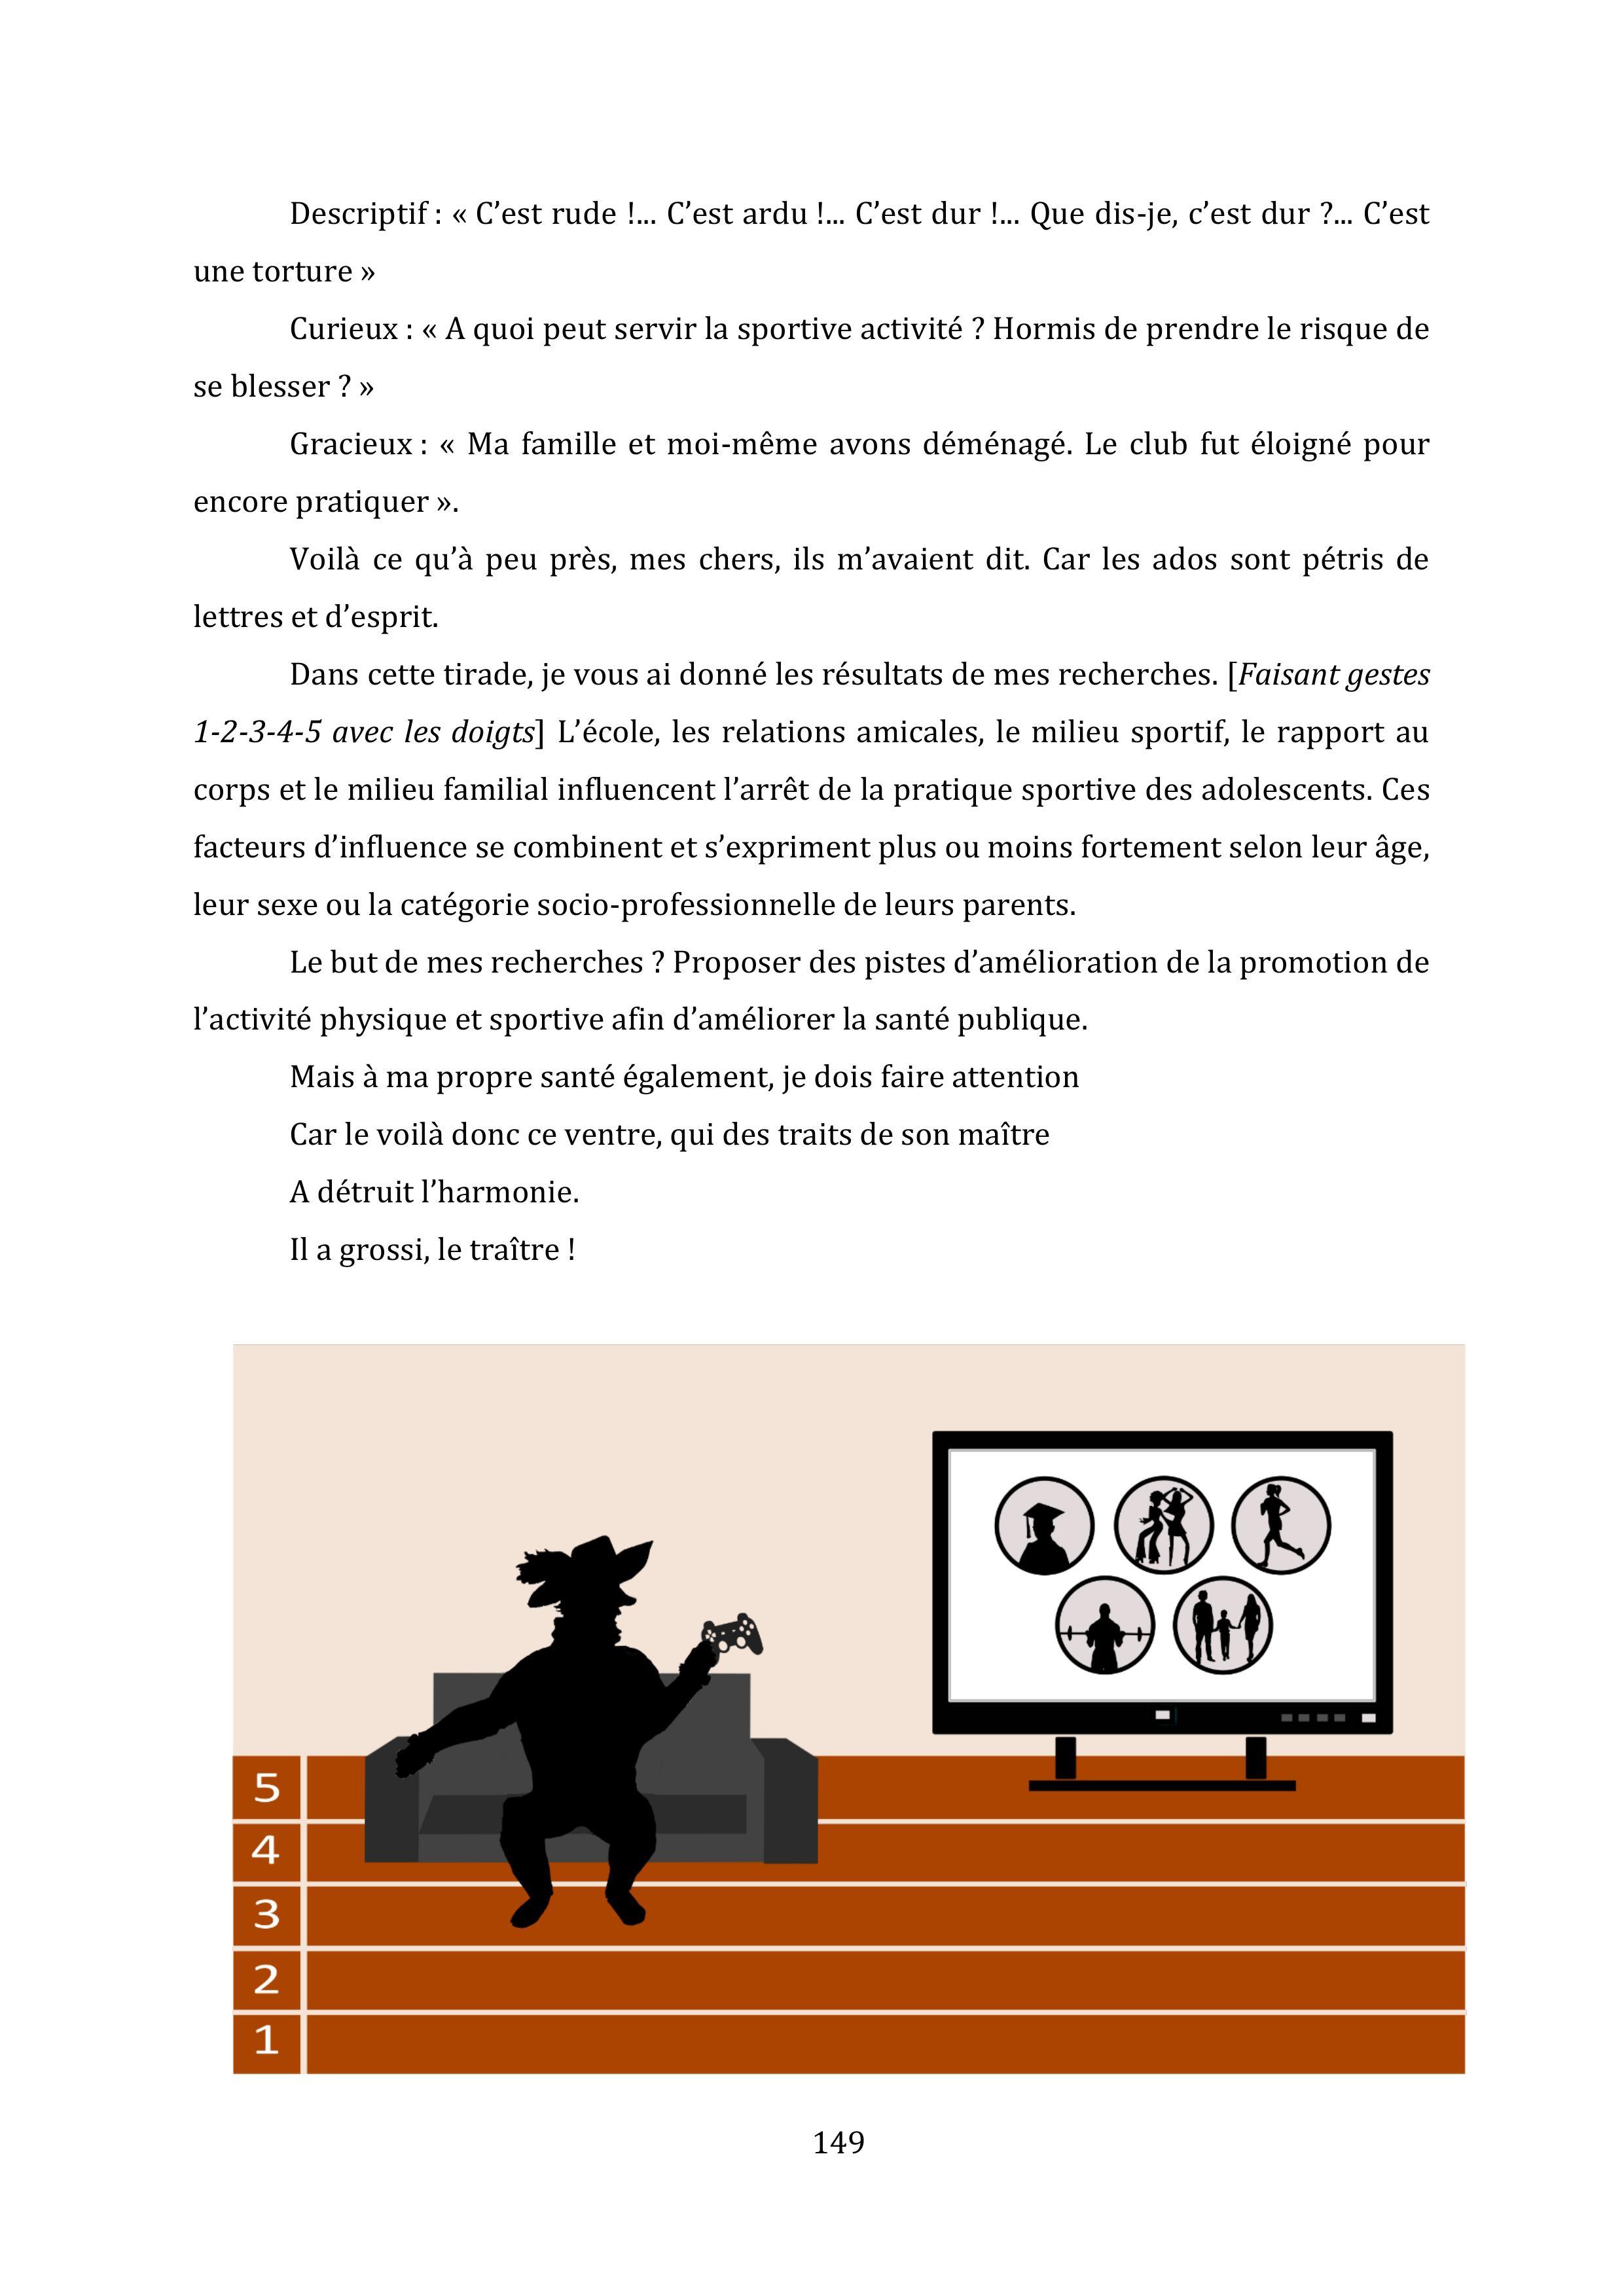 Descriptif : « C’est rude !... C’est ardu !... C’est dur !... Que dis-je, c’est dur ?... C’est
une torture »
Curieux : « A quoi peut servir la sportive activité ? Hormis de prendre le risque de
se blesser ? »
Gracieux : « Ma famille et moi-même avons déménagé. Le club fut éloigné pour
encore pratiquer ».
Voilà ce qu’à peu près, mes chers, ils m’avaient dit. Car les ados sont pétris de
lettres et d’esprit.
Dans cette tirade, je vous ai donné les résultats de mes recherches. [Faisant gestes
1-2-3-4-5 avec les doigts] L’école, les relations amicales, le milieu sportif, le rapport au
corps et le milieu familial influencent l’arrêt de la pratique sportive des adolescents. Ces
facteurs d’influence se combinent et s’expriment plus ou moins fortement selon leur âge,
leur sexe ou la catégorie socio-professionnelle de leurs parents.
Le but de mes recherches ? Proposer des pistes d’amélioration de la promotion de
l’activité physique et sportive afin d’améliorer la santé publique.
Mais à ma propre santé également, je dois faire attention
Car le voilà donc ce ventre, qui des traits de son maître
A détruit l’harmonie.
Il a grossi, le traître !
5
4
3
2
1
149